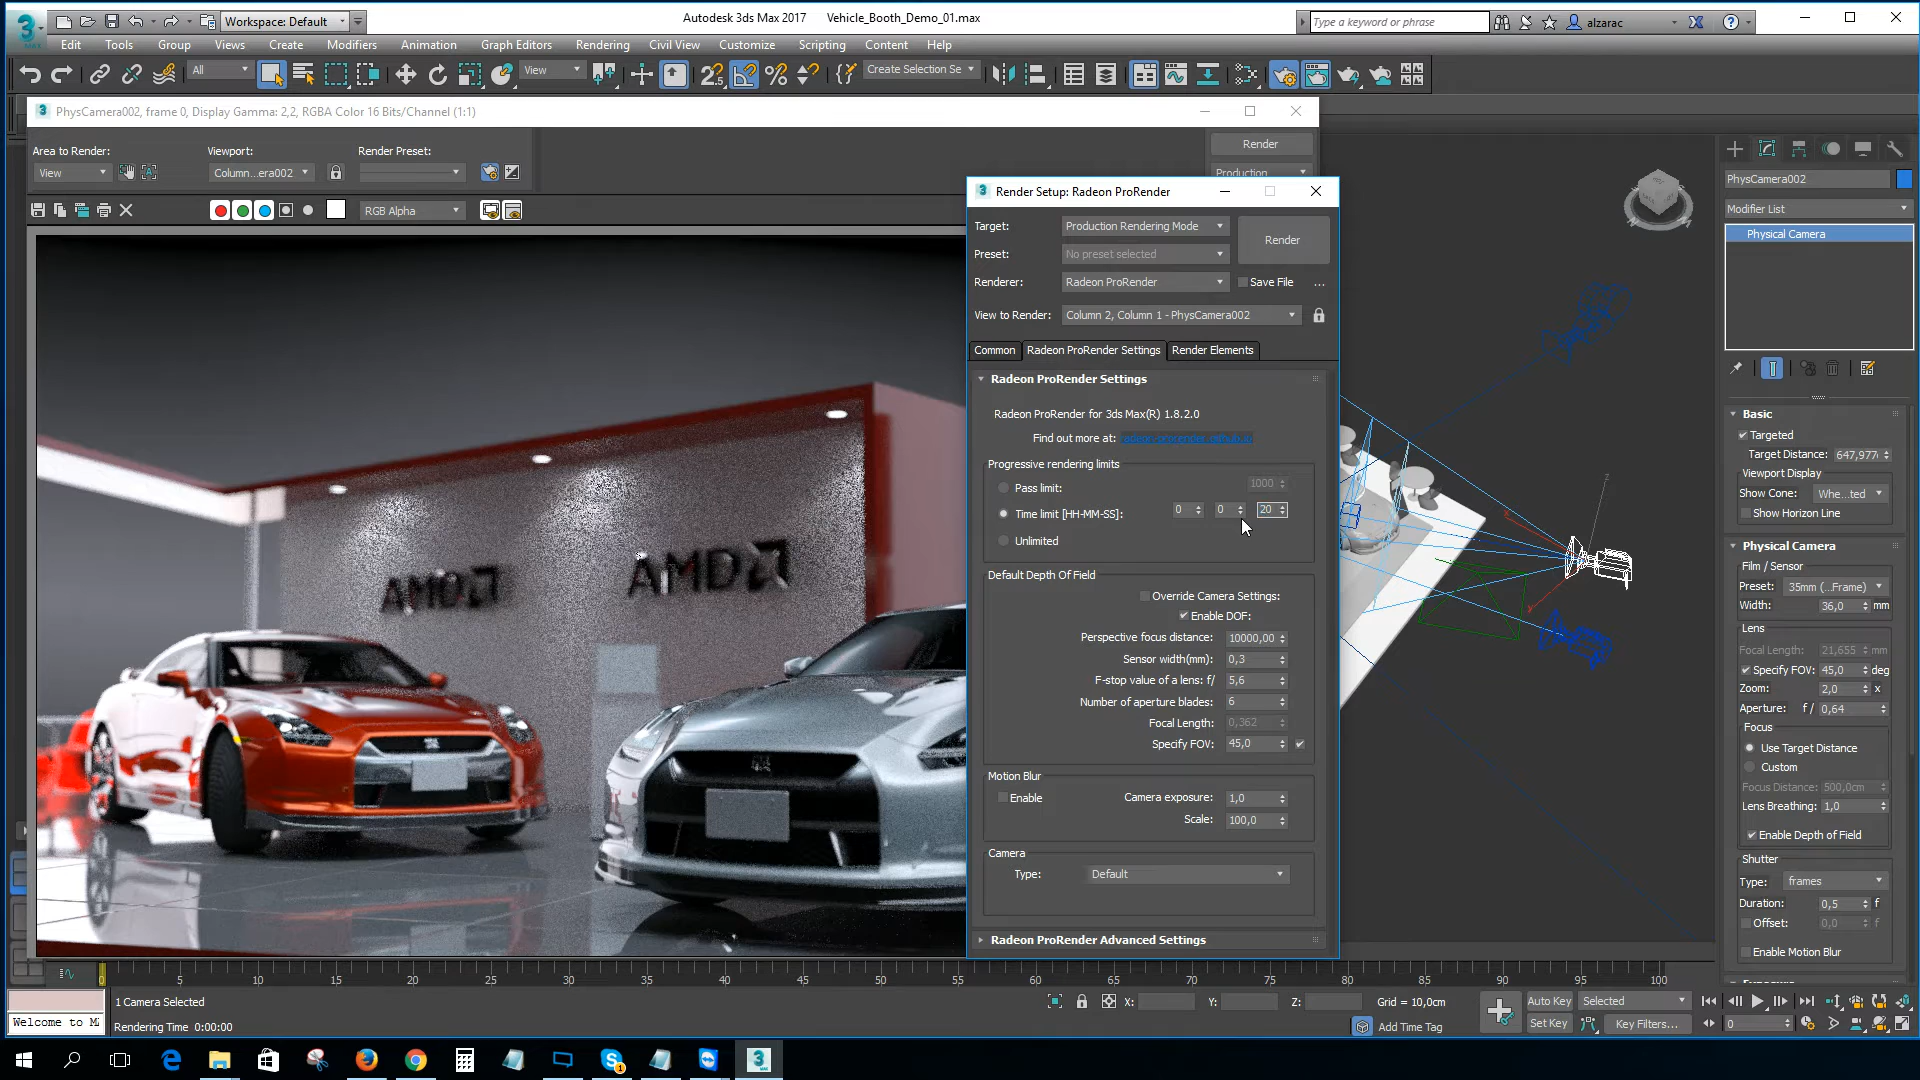 Workspace: Default
Autodesk 3ds Max 2017 Vehicle_Booth_Demo_01.max
Type a keyword or phrase
alzarac
MAX
Edit Tools Group Views Create Modifiers Animation Graph Editors Rendering Civil View Customize Scripting Content Help
All
View
Create Selection Se
PhysCamera002, frame 0, Display Gamma: 2,2, RGBA Color 16 Bits/Channel (1:1)
Area to Render:
Viewport:
Render Preset:
View
Column...era002
Render
Production
RGB Alpha
AMD
AMD
Render Setup: Radeon ProRender
Target: Production Rendering Mode
Render
Preset: No preset selected
Renderer: Radeon ProRender
Save File ...
View to Render: Column 2, Column 1 - PhysCamera002
Common Radeon ProRender Settings Render Elements
Radeon ProRender Settings
Radeon ProRender for 3ds Max(R) 1.8.2.0
Find out more at:
Progressive rendering limits
Pass limit: 1000
Time limit [HH-MM-SS]: 0 0 20
Unlimited
Default Depth Of Field
Override Camera Settings:
Enable DOF:
Perspective focus distance: 10000,00
Sensor width(mm): 0,3
F-stop value of a lens: f/ 5,6
Number of aperture blades: 6
Focal Length: 0,362
Specify FOV: 45,0
Motion Blur
Enable
Camera exposure: 1,0
Scale: 100,0
Camera
Type: Default
Radeon ProRender Advanced Settings
PhysCamera002
Modifier List
Physical Camera
Basic
Targeted
Target Distance: 647,977
Viewport Display
Show Cone: Whe...ted
Show Horizon Line
Physical Camera
Film / Sensor
Preset: 35mm (...Frame)
Width: 36,0 mm
Lens
Focal Length: 21,655 mm
Specify FOV: 45,0 deg
Zoom: 2,0 x
Aperture: f / 0,64
Focus
Use Target Distance
Custom
Focus Distance: 500,0cm
Lens Breathing: 1,0
Enable Depth of Field
Shutter
Type: frames
Duration: 0,5 f
Offset: 0,0 f
Enable Motion Blur
0 5 10 15 20 25 30 35 40 45 50 55 60 65 70 75 80 85 90 95 100
1 Camera Selected
X: Y: Z: Grid = 10,0cm
Auto Key Selected
Welcome to M
Rendering Time 0:00:00
Add Time Tag
Set Key Key Filters...
0